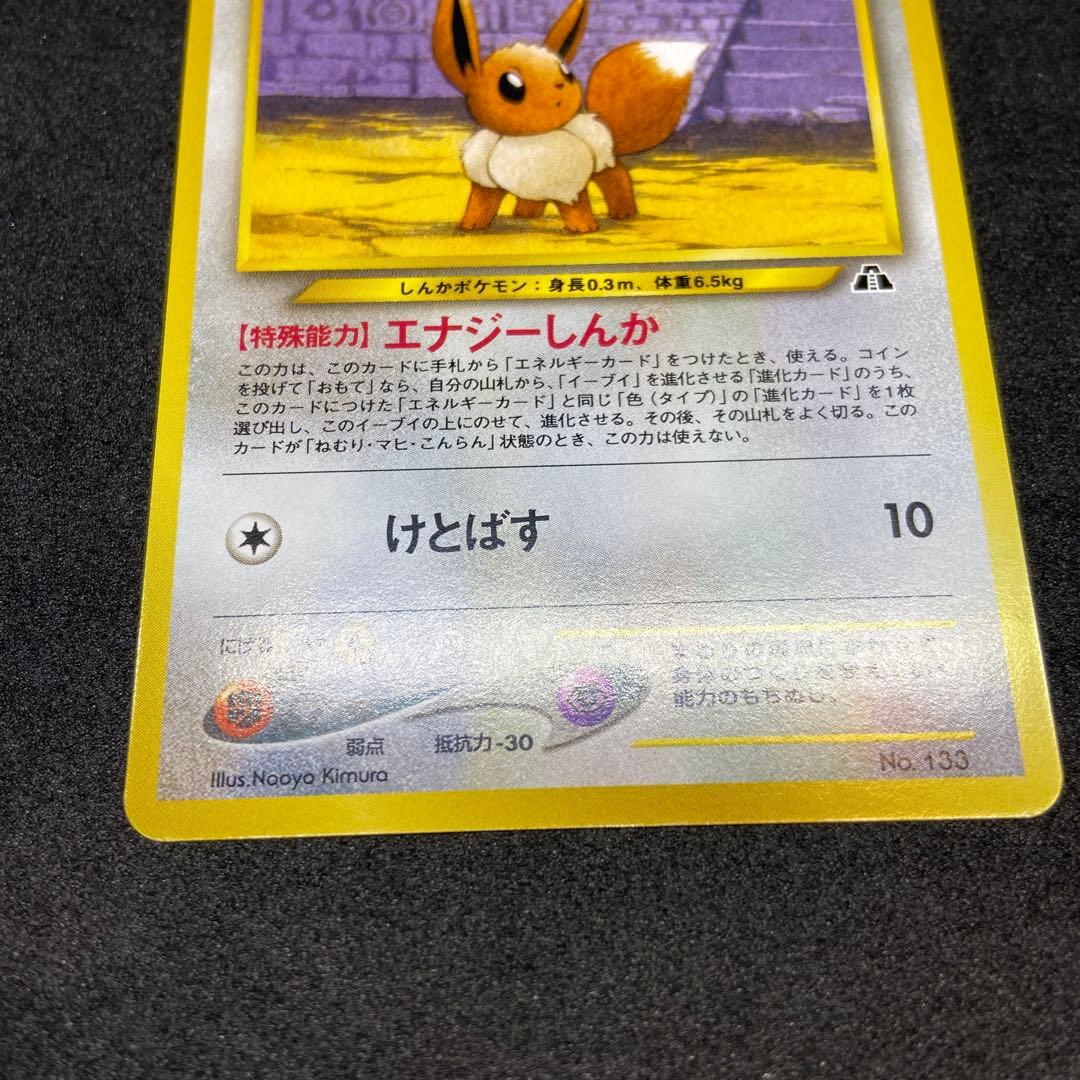 しんかポケモン：身長0.3m、体重6.5kg
【特殊能力】エナジーしんか
この力は、このカードに手札から「エネルギーカード」をつけたとき、使える。コイン
を投げて「おもて」なら、自分の山札から、「イーブイ」を進化させる「進化カード」のうち、
このカードにつけた「エネルギーカード」と同じ「色（タイプ）」の「進化カード」を1枚
選び出し、このイーブイの上にのせて、進化させる。その後、その山札をよく切る。この
カードが「ねむり・マヒ・こんらん」状態のとき、この力は使えない。
けとばす 10
能力のもちぬし。
弱点 抵抗力-30
Illus.Naoyo Kimura
No. 133